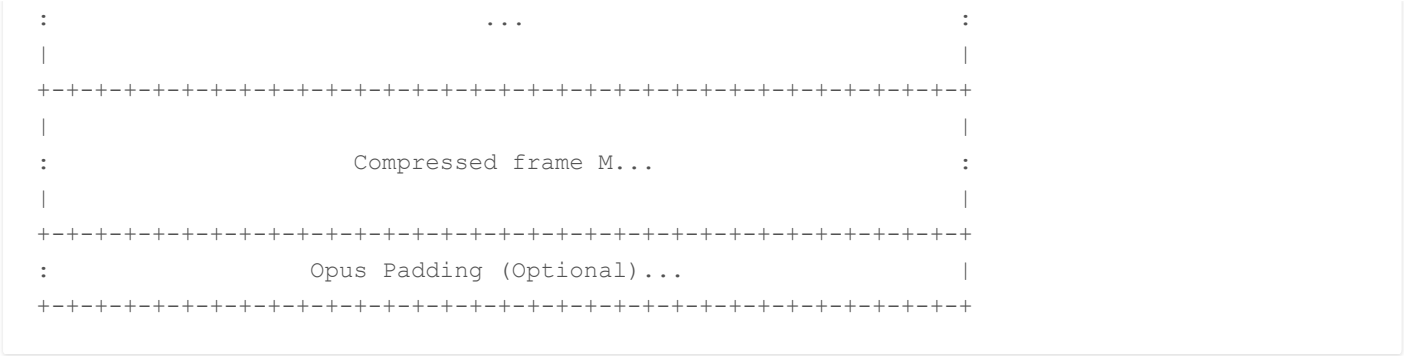 :                              ...                              :
|                                                               |
+-+-+-+-+-+-+-+-+-+-+-+-+-+-+-+-+-+-+-+-+-+-+-+-+-+-+-+-+-+-+-+-+
|                                                               |
:                     Compressed frame M...                     :
|                                                               |
+-+-+-+-+-+-+-+-+-+-+-+-+-+-+-+-+-+-+-+-+-+-+-+-+-+-+-+-+-+-+-+-+
:                  Opus Padding (Optional)...                   |
+-+-+-+-+-+-+-+-+-+-+-+-+-+-+-+-+-+-+-+-+-+-+-+-+-+-+-+-+-+-+-+-+